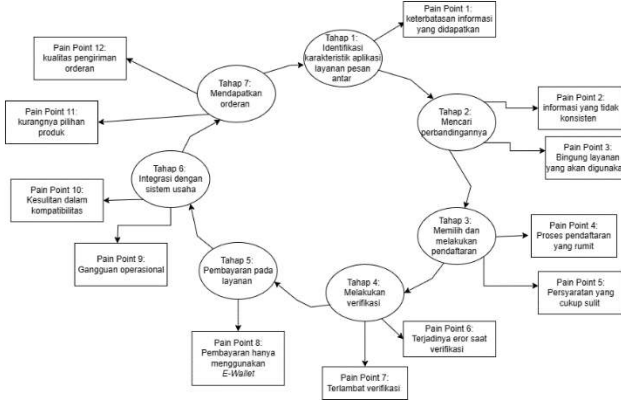 Tahap 1:
Identifikasi
karakteristik aplikasi
layanan pesan
antar
Pain Point 1:
keterbatasan informasi
yang didapatkan
Tahap 2:
Mencari
perbandingannya
Pain Point 2:
informasi yang tidak
konsisten
Pain Point 3:
Bingung layanan
yang akan digunaka
Tahap 3:
Memilih dan
melakukan
pendaftaran
Pain Point 4:
Proses pendaftaran
yang rumit
Pain Point 5:
Persyaratan yang
cukup sulit
Tahap 4:
Melakukan
verifikasi
Pain Point 6:
Terjadinya eror saat
verifikasi
Pain Point 7:
Terlambat verifikasi
Tahap 5:
Pembayaran pada
layanan
Pain Point 8:
Pembayaran hanya
menggunakan
E-Wallet
Tahap 6:
Integrasi dengan
sistem usaha
Pain Point 9:
Gangguan operasional
Pain Point 10:
Kesulitan dalam
kompatibilitas
Tahap 7:
Mendapatkan
orderan
Pain Point 11:
kurangnya pilihan
produk
Pain Point 12:
kualitas pengiriman
orderan